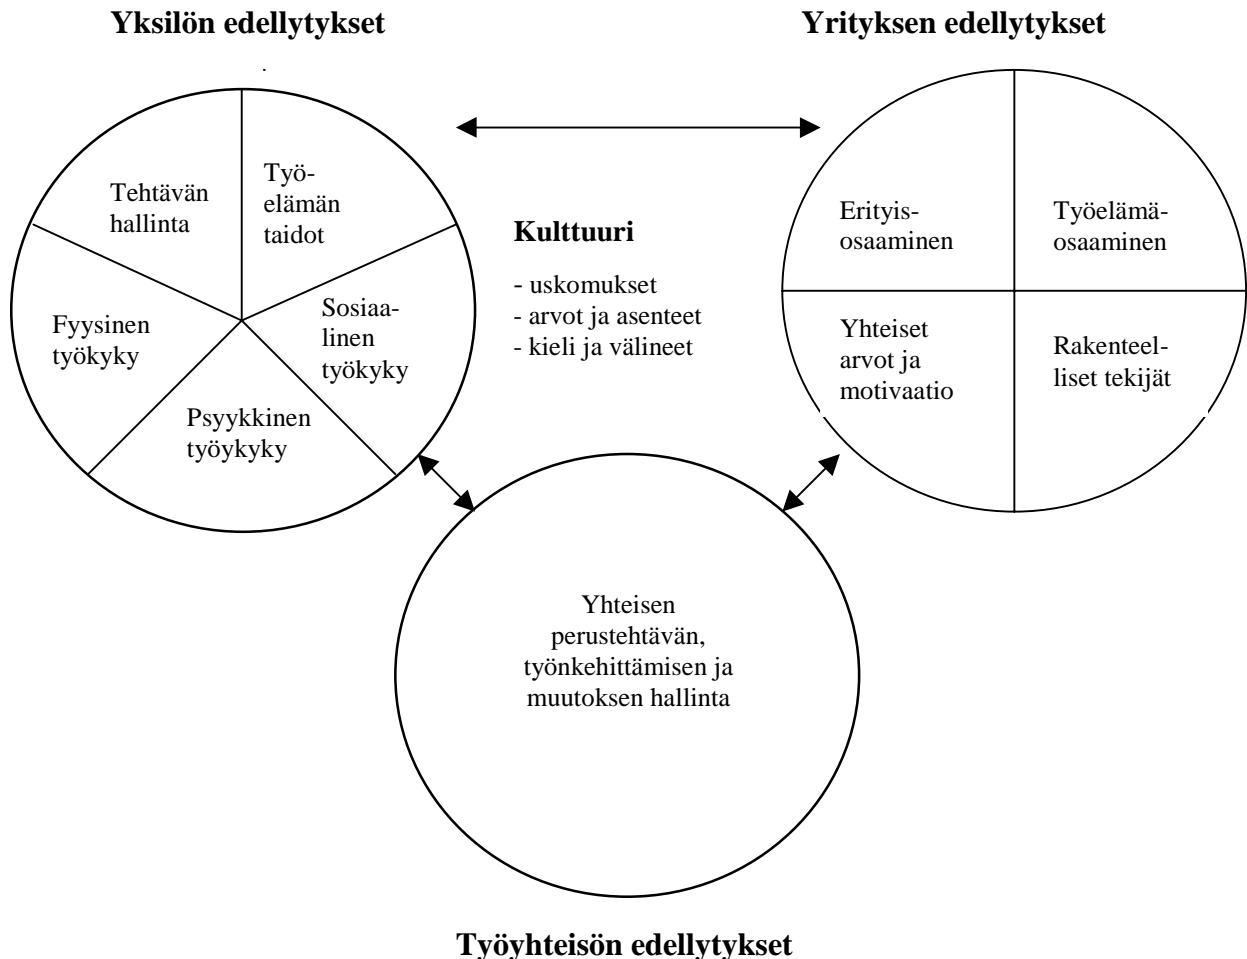 Yksilön edellytykset
Yrityksen edellytykset
Tehtävän
hallinta
Työ-
elämän
taidot
Fyysinen
työkyky
Sosiaa-
linen
työkyky
Psyykkinen
työykyky
Kulttuuri
- uskomukset
- arvot ja asenteet
- kieli ja välineet
Erityis-
osaaminen
Työelämä-
osaaminen
Yhteiset
arvot ja
motivaatio
Rakenteel-
liset tekijät
Yhteisen
perustehtävän,
työnkehittämisen ja
muutoksen hallinta
Työyhteisön edellytykset